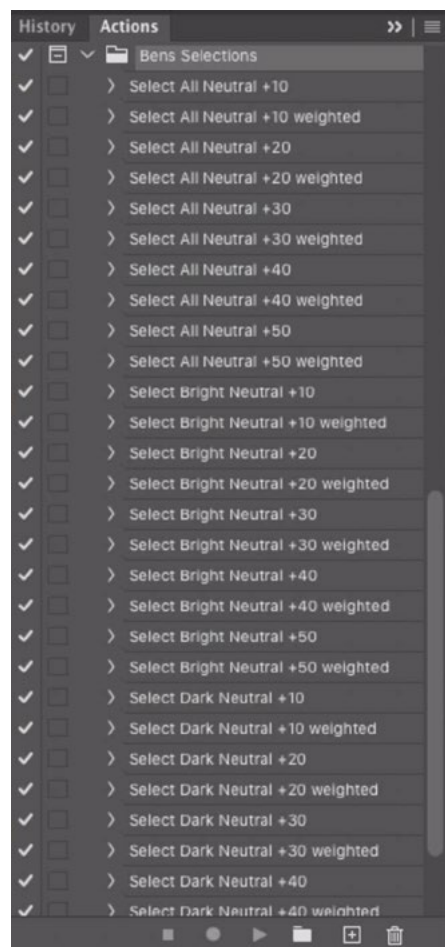 History Actions
Bens Selections
Select All Neutral +10
Select All Neutral +10 weighted
Select All Neutral +20
Select All Neutral +20 weighted
Select All Neutral +30
Select All Neutral +30 weighted
Select All Neutral +40
Select All Neutral +40 weighted
Select All Neutral +50
Select All Neutral +50 weighted
Select Bright Neutral +10
Select Bright Neutral +10 weighted
Select Bright Neutral +20
Select Bright Neutral +20 weighted
Select Bright Neutral +30
Select Bright Neutral +30 weighted
Select Bright Neutral +40
Select Bright Neutral +40 weighted
Select Bright Neutral +50
Select Bright Neutral +50 weighted
Select Dark Neutral +10
Select Dark Neutral +10 weighted
Select Dark Neutral +20
Select Dark Neutral +20 weighted
Select Dark Neutral +30
Select Dark Neutral +30 weighted
Select Dark Neutral +40
Select Dark Neutral +40 weighted